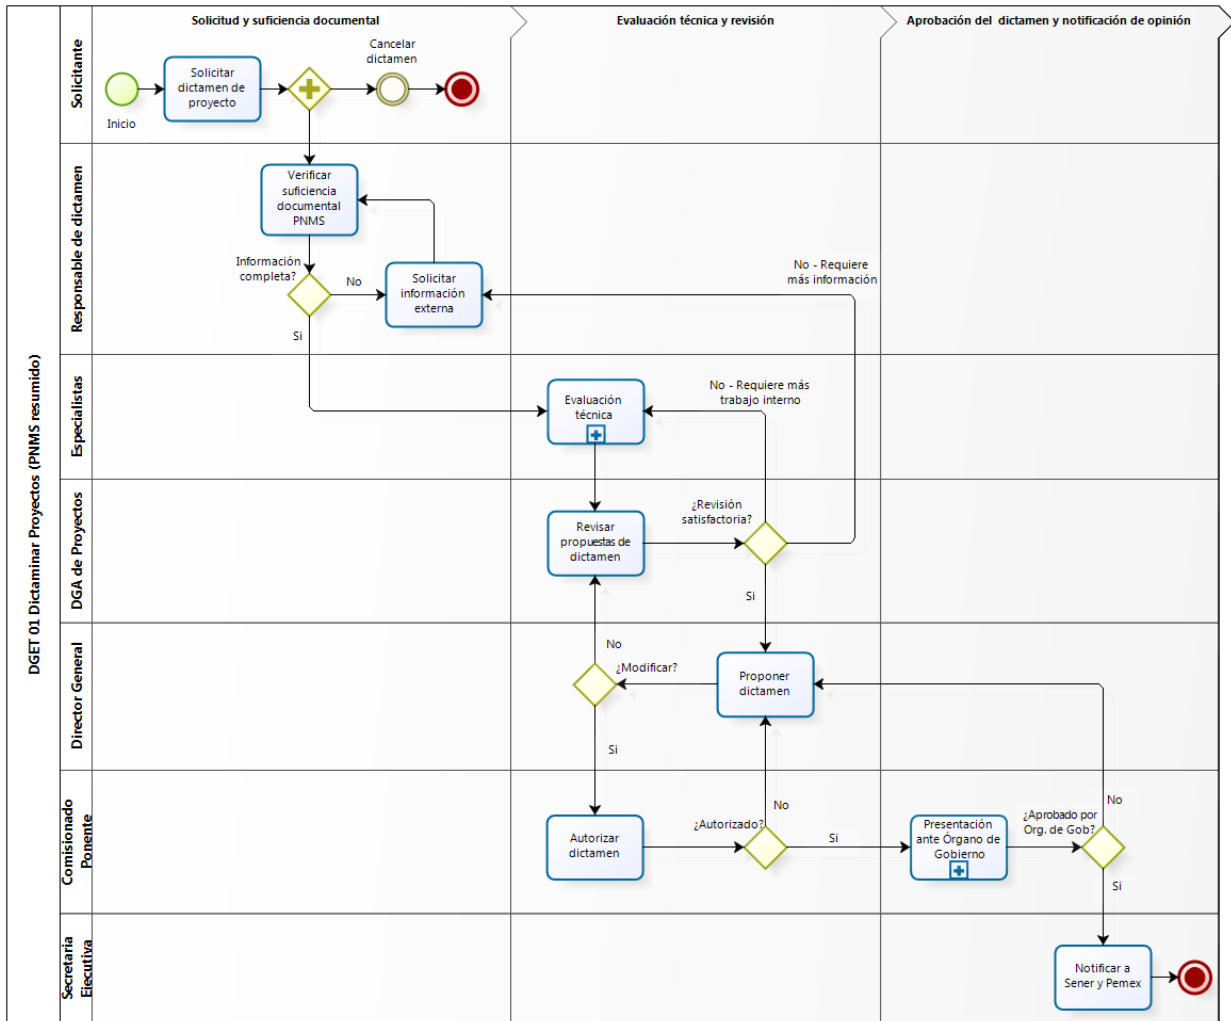 Solicitud y suficiencia documental
Evaluación técnica y revisión
Aprobación del dictamen y notificación de opinión
DGET 01 Dictaminar Proyectos (PNMS resumido)
Solicitante
Inicio
Solicitar
dictamen de
proyecto
Cancelar
dictamen
Responsable de dictamen
Verificar
suficiencia
documental
PNMS
Información
completa?
No
Si
Solicitar
información
externa
No - Requiere
más información
Especialistas
Evaluación
técnica
No - Requiere más
trabajo interno
DGA de Proyectos
Revisar
propuestas de
dictamen
¿Revisión
satisfactoria?
Si
Director General
No
¿Modificar?
Proponer
dictamen
Si
Comisionado
Ponente
Autorizar
dictamen
¿Autorizado?
No
Si
Presentación
ante Órgano de
Gobierno
¿Aprobado por
Org. de Gob?
No
Si
Secretaria
Ejecutiva
Notificar a
Sener y Pemex